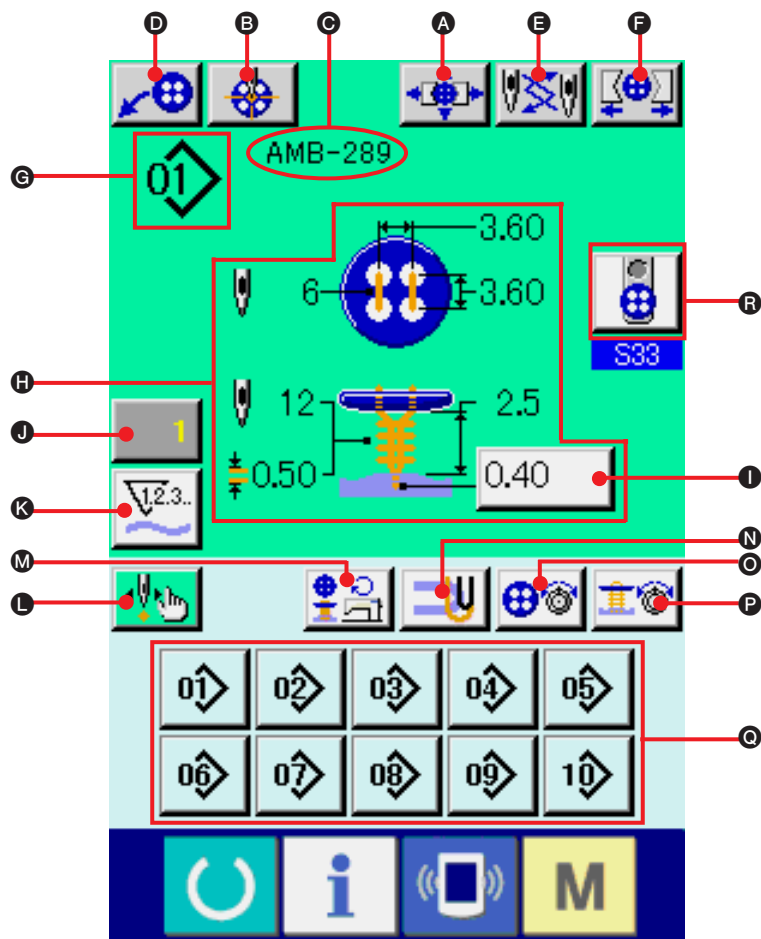 D B C A E F
AMB-289
G 01
3.60
6 3.60
R
S33
H
12 2.5
J 1
0.50 0.40 I
K 1.2.3..
M N O
L P
01 02 03 04 05
Q
06 07 08 09 10
i M